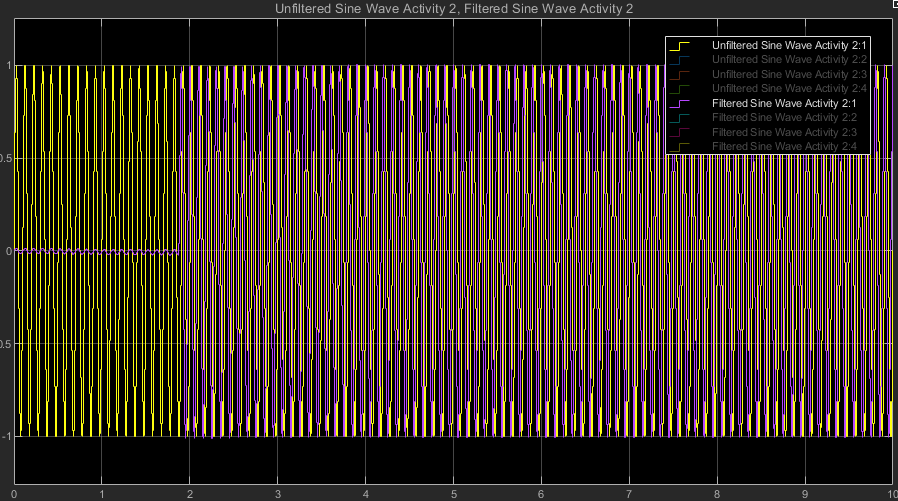 Unfiltered Sine Wave Activity 2, Filtered Sine Wave Activity 2
Unfiltered Sine Wave Activity 2:1
Unfiltered Sine Wave Activity 2:2
Unfiltered Sine Wave Activity 2:3
Unfiltered Sine Wave Activity 2:4
Filtered Sine Wave Activity 2:1
Filtered Sine Wave Activity 2:2
Filtered Sine Wave Activity 2:3
Filtered Sine Wave Activity 2:4
1
0.5
0
0.5
-1
0 1 2 3 4 5 6 7 8 9 10